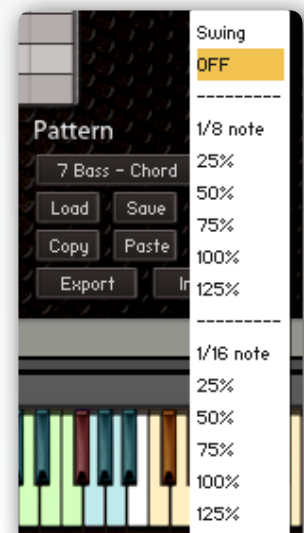 Pattern
7 Bass - Chord
Load Save
Copy Paste
Export
Swing
OFF
----------
1/8 note
25%
50%
75%
100%
125%
----------
1/16 note
25%
50%
75%
100%
125%